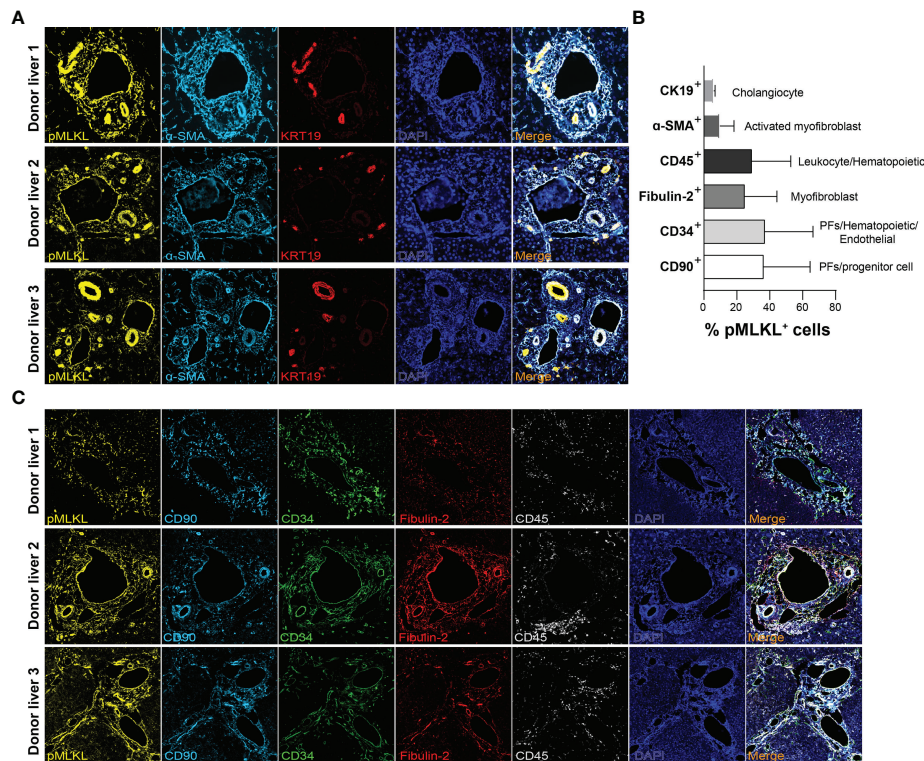 A
Donor liver 1
pMLKL
α-SMA
KRT19
DAPI
Merge
Donor liver 2
pMLKL
α-SMA
KRT19
DAPI
Merge
Donor liver 3
pMLKL
α-SMA
KRT19
DAPI
Merge
B
CK19+
Cholangiocyte
α-SMA+
Activated myofibroblast
CD45+
Leukocyte/Hematopoietic
Fibulin-2+
Myofibroblast
CD34+
PFs/Hematopoietic/
Endothelial
CD90+
PFs/progenitor cell
0 20 40 60 80
% pMLKL+ cells
C
Donor liver 1
pMLKL
CD90
CD34
Fibulin-2
CD45
DAPI
Merge
Donor liver 2
pMLKL
CD90
CD34
Fibulin-2
CD45
DAPI
Merge
Donor liver 3
pMLKL
CD90
CD34
Fibulin-2
CD45
DAPI
Merge